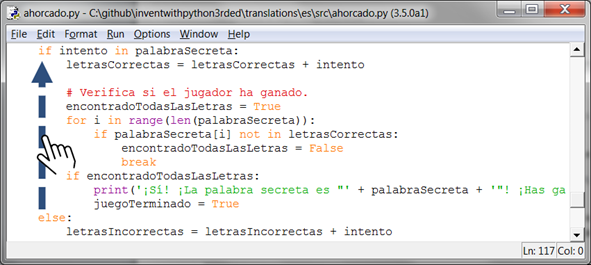 ahorcado.py - C:\github\inventwithpython3rded\translations\es\src\ahorcado.py (3.5.0a1)
File Edit Format Run Options Window Help
if intento in palabraSecreta:
letrasCorrectas = letrasCorrectas + intento
# Verifica si el jugador ha ganado.
encontradoTodasLasLetras = True
for i in range(len(palabraSecreta)):
if palabraSecreta[i] not in letrasCorrectas:
encontradoTodasLasLetras = False
break
if encontradoTodasLasLetras:
print('¡Sí! ¡La palabra secreta es "' + palabraSecreta + '"! ¡Has ga
juegoTerminado = True
else:
letrasIncorrectas = letrasIncorrectas + intento
Ln: 117 Col: 0